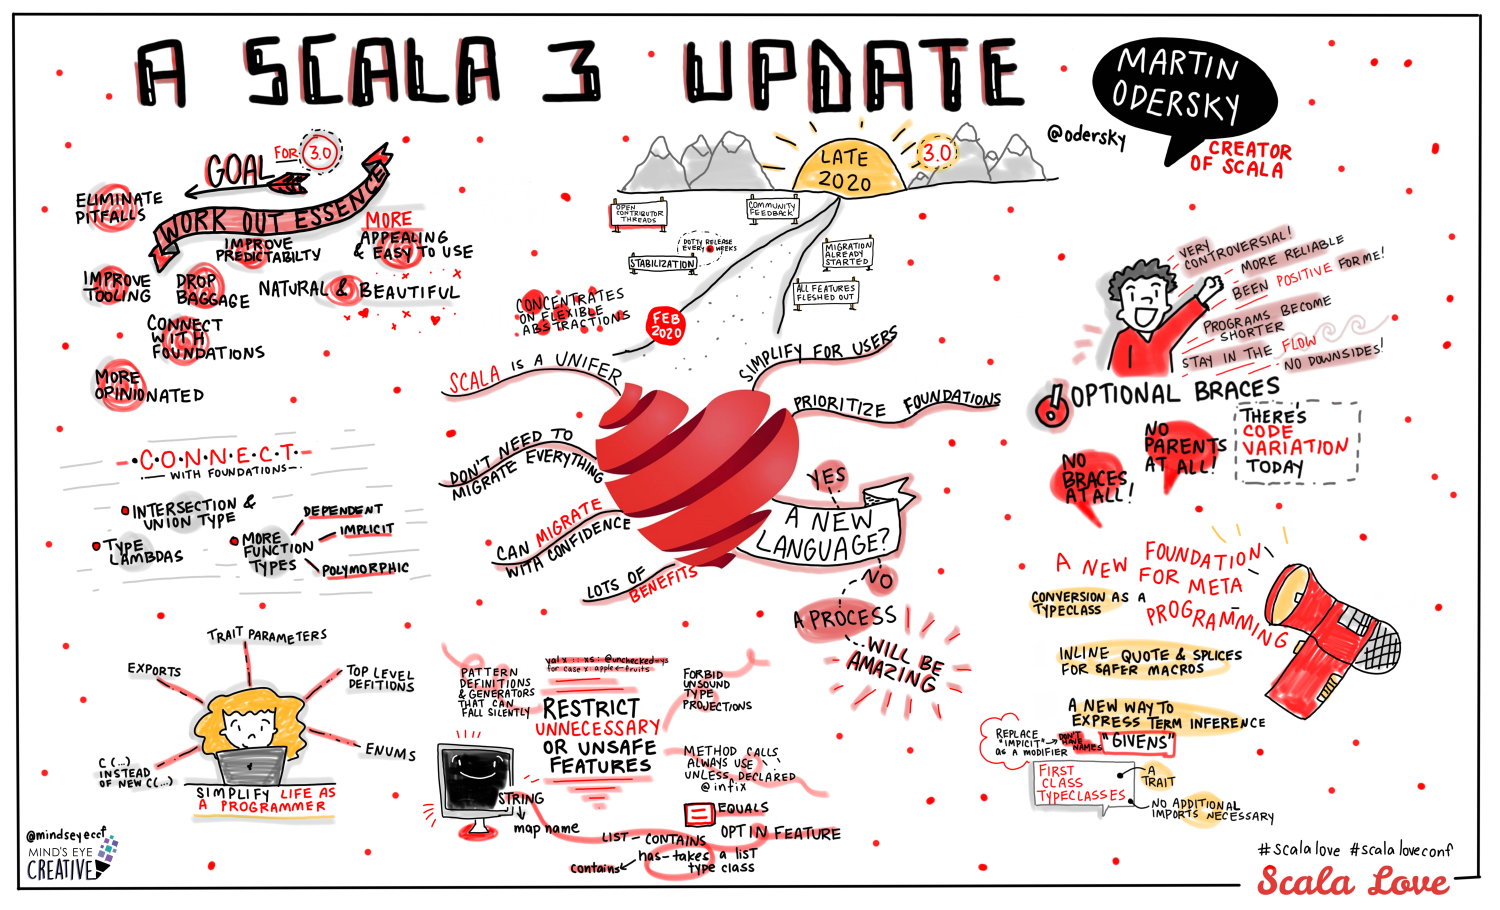 A SCALA 3 UPDATE
MARTIN
ODERSKY
@odersky
CREATOR
OF SCALA
GOAL
FOR
3.0
WORK OUT ESSENCE
ELIMINATE
PITFALLS
IMPROVE
PREDICTABILTY
MORE
APPEALING
& EASY TO USE
IMPROVE
TOOLING
DROP
BAGGAGE
NATURAL & BEAUTIFUL
CONNECT
WITH
FOUNDATIONS
MORE
OPINIONATED
LATE
2020
3.0
OPEN
CONTRIBUTOR
THREADS
COMMUNITY
FEEDBACK
DOTTY RELEASE
EVERY 6 WEEKS
STABILIZATION
MIGRATION
ALREADY
STARTED
ALL FEATURES
FLESHED OUT
CONCENTRATES
ON FLEXIBLE
ABSTRACTIONS
FEB
2020
SCALA IS A UNIFER
SIMPLIFY FOR USERS
PRIORITIZE FOUNDATIONS
DON'T NEED TO
MIGRATE EVERYTHING
CAN MIGRATE
WITH CONFIDENCE
LOTS OF
BENEFITS
YES
A NEW
LANGUAGE?
NO
A PROCESS
...WILL BE
AMAZING
VERY
CONTROVERSIAL!
MORE RELIABLE
BEEN POSITIVE FOR ME!
PROGRAMS BECOME
SHORTER
STAY IN THE FLOW
NO DOWNSIDES!
! OPTIONAL BRACES
NO
BRACES
AT ALL!
NO
PARENTS
AT ALL!
THERE'S
CODE
VARIATION
TODAY
-C·O·N·N·E·C·T-
WITH FOUNDATIONS
INTERSECTION &
UNION TYPE
TYPE
LAMBDAS
MORE
FUNCTION
TYPES
DEPENDENT
IMPLICIT
POLYMORPHIC
TRAIT PARAMETERS
EXPORTS
TOP LEVEL
DEFITIONS
C (...)
INSTEAD
OF NEW C(...)
ENUMS
SIMPLIFY LIFE AS
A PROGRAMMER
PATTERN
DEFINITIONS
& GENERATORS
THAT CAN
FALL SILENTLY
val x :: xs: @unchecked=ys
for case x: apple ← fruits
RESTRICT
UNNECESSARY
OR UNSAFE
FEATURES
FORBID
UNSOUND
TYPE
PROJECTIONS
METHOD CALLS
ALWAYS USE
UNLESS DECLARED
@infix
STRING
map name
EQUALS
OPT IN FEATURE
LIST - CONTAINS
has-takes a list
type class
contains
A NEW FOUNDATION
FOR META
PROGRAMMING
CONVERSION AS A
TYPECLASS
INLINE QUOTE & SPLICES
FOR SAFER MACROS
A NEW WAY TO
EXPRESS TERM INFERENCE
REPLACE
"IMPICIT"
AS A MODIFIER
DON'T
HAVE
NAMES
"GIVENS"
FIRST
CLASS
TYPECLASSES
A
TRAIT
NO ADDITIONAL
IMPORTS NECESSARY
@mindseyeccf
MIND'S EYE
CREATIVE
#scalalove #scalaloveconf
Scala Love